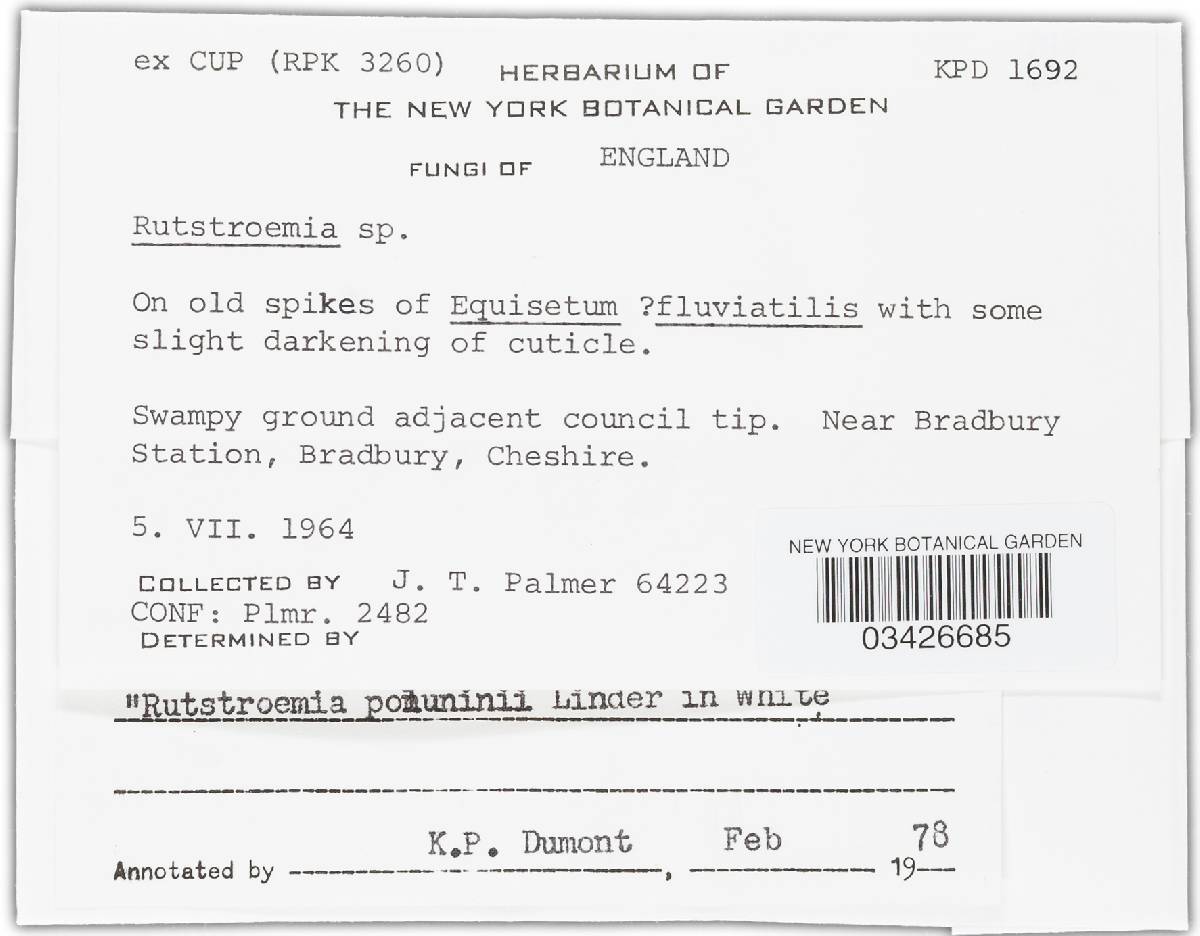 ex CUP (RPK 3260)
HERBARIUM OF
KPD 1692
THE NEW YORK BOTANICAL GARDEN
FUNGI OF ENGLAND
Rutstroemia sp.
On old spikes of Equisetum ?fluviatilis with some
slight darkening of cuticle.
Swampy ground adjacent council tip. Near Bradbury
Station, Bradbury, Cheshire.
5. VII. 1964
COLLECTED BY J. T. Palmer 64223
CONF: Plmr. 2482
DETERMINED BY
NEW YORK BOTANICAL GARDEN
03426685
"Rutstroemia poluninii Linder in White
K.P. Dumont Feb 78
Annotated by , 19